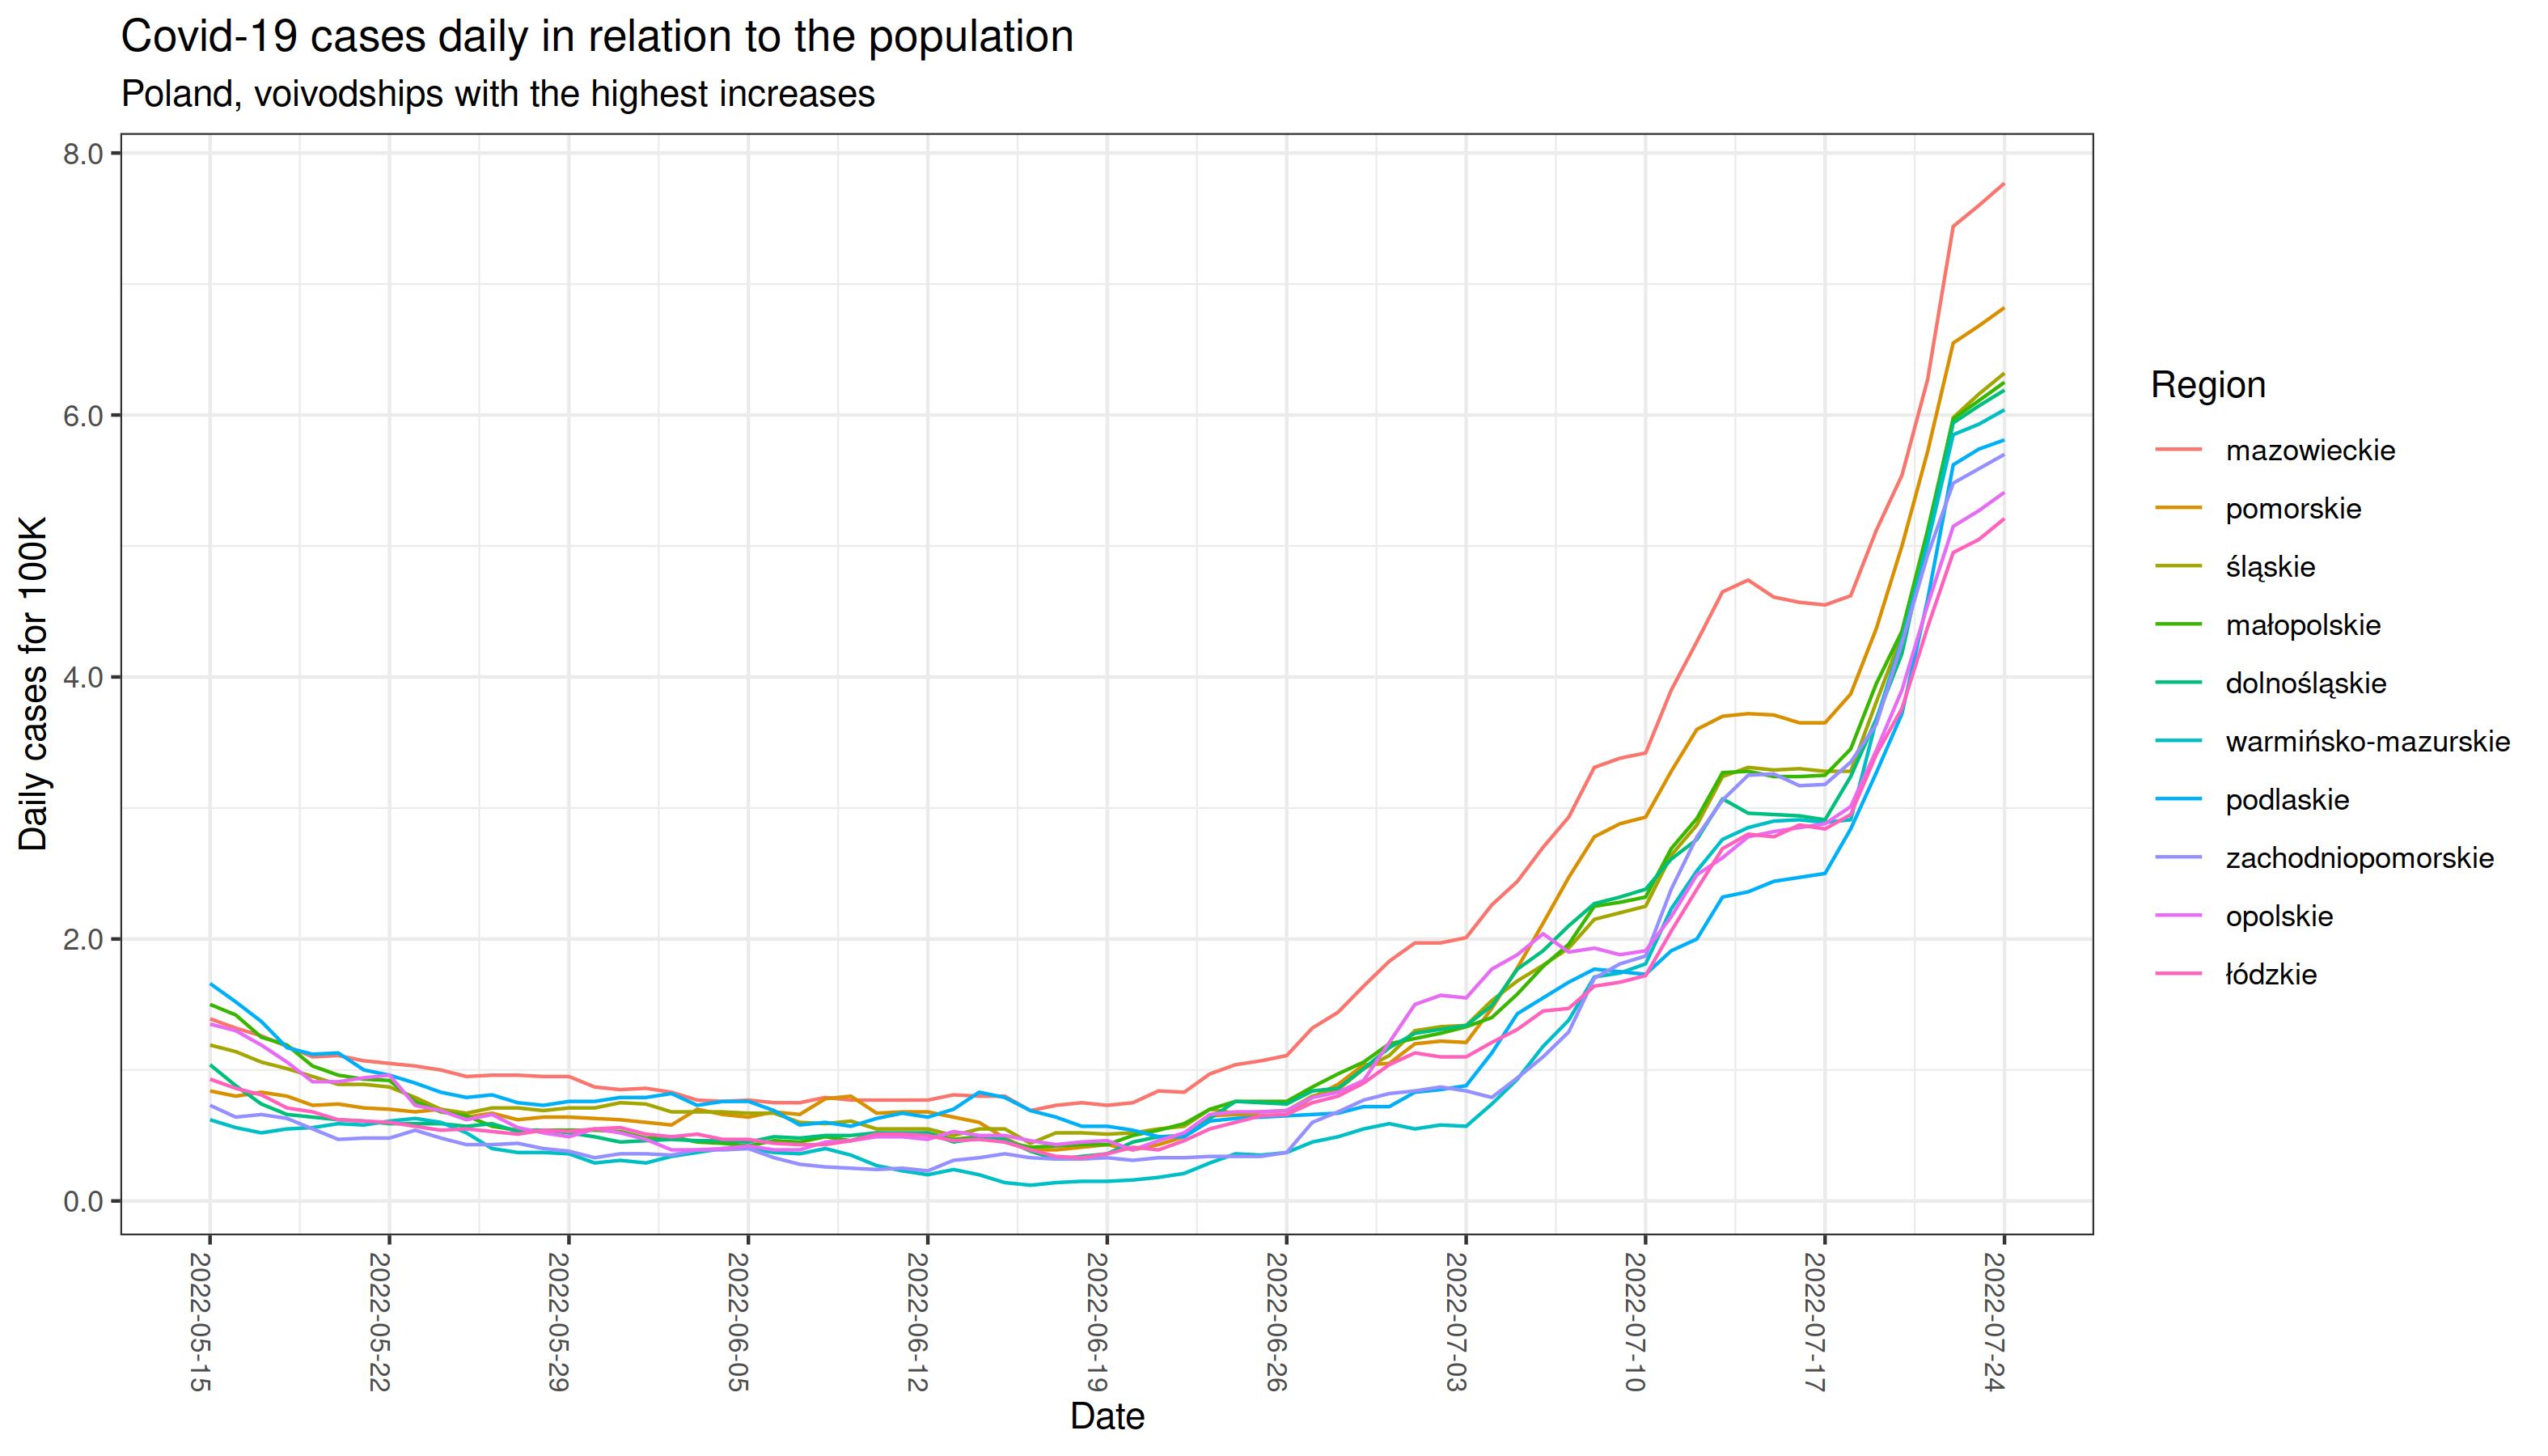 Covid-19 cases daily in relation to the population
Poland, voivodships with the highest increases
Daily cases for 100K
8.0
6.0
4.0
2.0
0.0
2022-05-15
2022-05-22
2022-05-29
2022-06-05
2022-06-12
2022-06-19
2022-06-26
2022-07-03
2022-07-10
2022-07-17
2022-07-24
Date
Region
mazowieckie
pomorskie
śląskie
małopolskie
dolnośląskie
warmińsko-mazurskie
podlaskie
zachodniopomorskie
opolskie
łódzkie